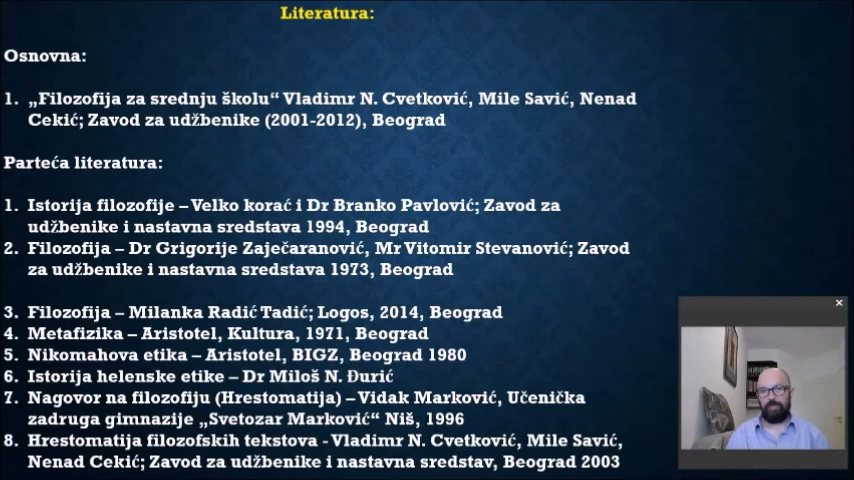 Literatura:
Osnovna:
1. „Filozofija za srednju školu“ Vladimr N. Cvetković, Mile Savić, Nenad
Cekić; Zavod za udžbenike (2001-2012), Beograd
Parteća literatura:
1. Istorija filozofije – Velko korać i Dr Branko Pavlović; Zavod za
udžbenike i nastavna sredstava 1994, Beograd
2. Filozofija – Dr Grigorije Zaječaranović, Mr Vitomir Stevanović; Zavod
za udžbenike i nastavna sredstava 1973, Beograd
3. Filozofija – Milanka Radić Tadić; Logos, 2014, Beograd
4. Metafizika – Aristotel, Kultura, 1971, Beograd
5. Nikomahova etika – Aristotel, BIGZ, Beograd 1980
6. Istorija helenske etike – Dr Miloš N. Đurić
7. Nagovor na filozofiju (Hrestomatija) – Vidak Marković, Učenička
zadruga gimnazije „Svetozar Marković“ Niš, 1996
8. Hrestomatija filozofskih tekstova - Vladimr N. Cvetković, Mile Savić,
Nenad Cekić; Zavod za udžbenike i nastavna sredstav, Beograd 2003